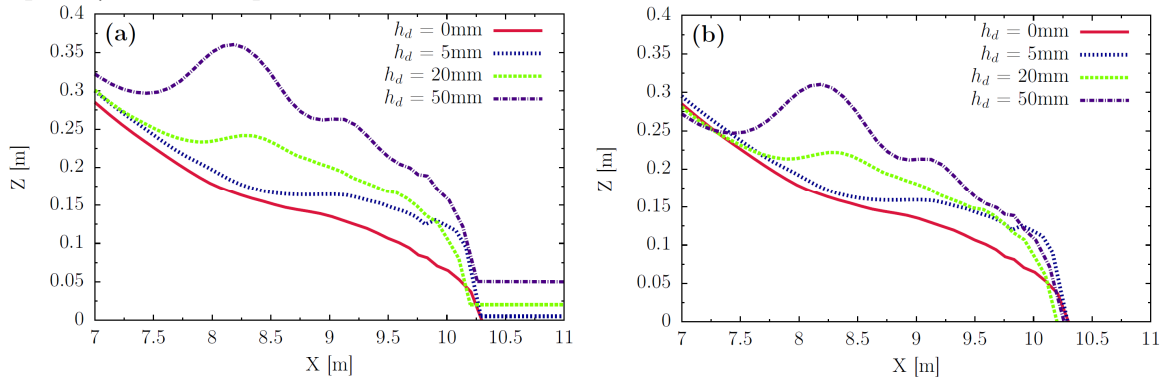 (a)
h_d = 0mm
h_d = 5mm
h_d = 20mm
h_d = 50mm
Z [m]
0.4
0.35
0.3
0.25
0.2
0.15
0.1
0.05
0
7 7.5 8 8.5 9 9.5 10 10.5 11
X [m]
(b)
h_d = 0mm
h_d = 5mm
h_d = 20mm
h_d = 50mm
Z [m]
0.4
0.35
0.3
0.25
0.2
0.15
0.1
0.05
0
7 7.5 8 8.5 9 9.5 10 10.5 11
X [m]